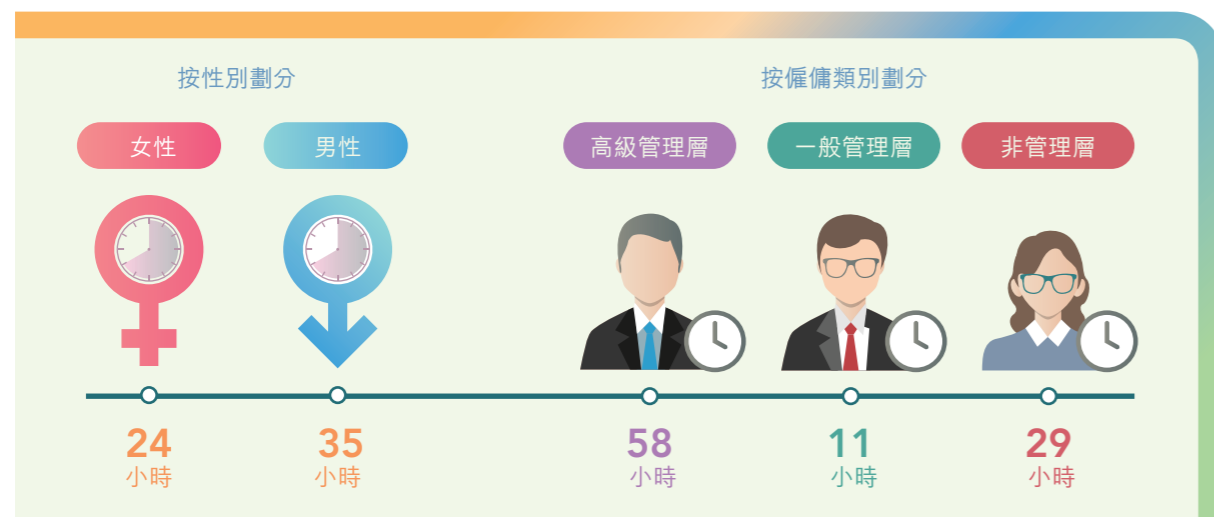 按性別劃分
按僱傭類別劃分
女性
男性
高級管理層
一般管理層
非管理層
24
小時
35
小時
58
小時
11
小時
29
小時